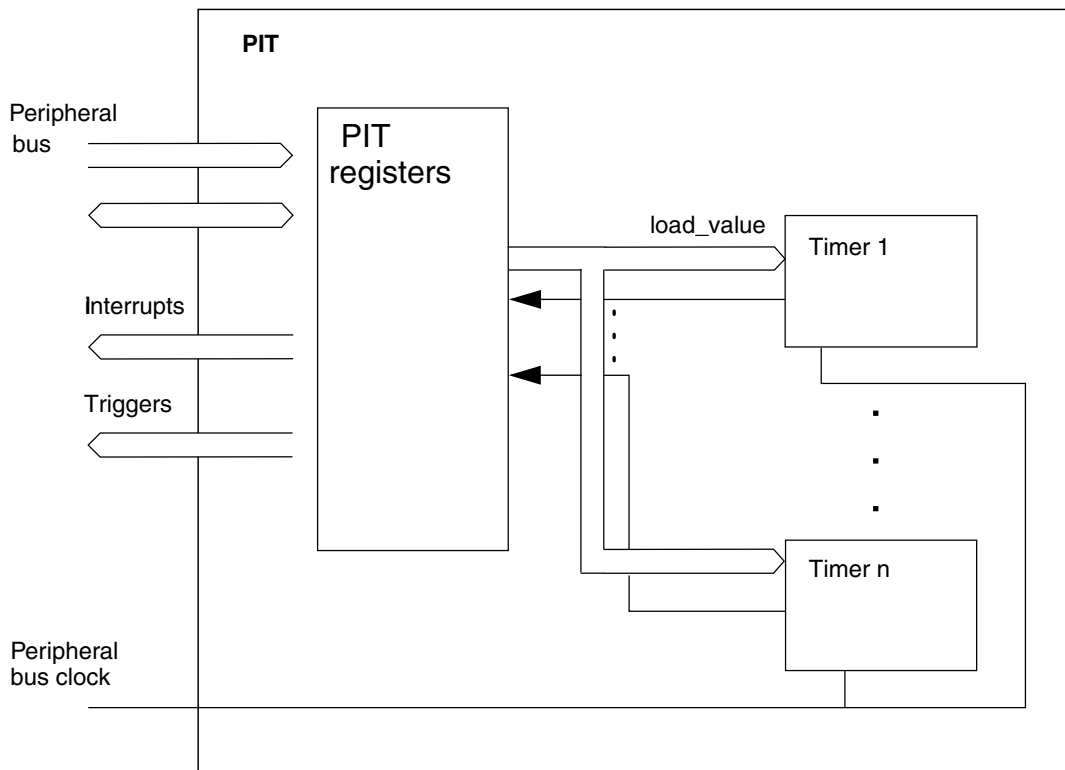 PIT
Peripheral
bus
PIT
registers
load_value
Timer 1
Interrupts
Triggers
Timer n
Peripheral
bus clock